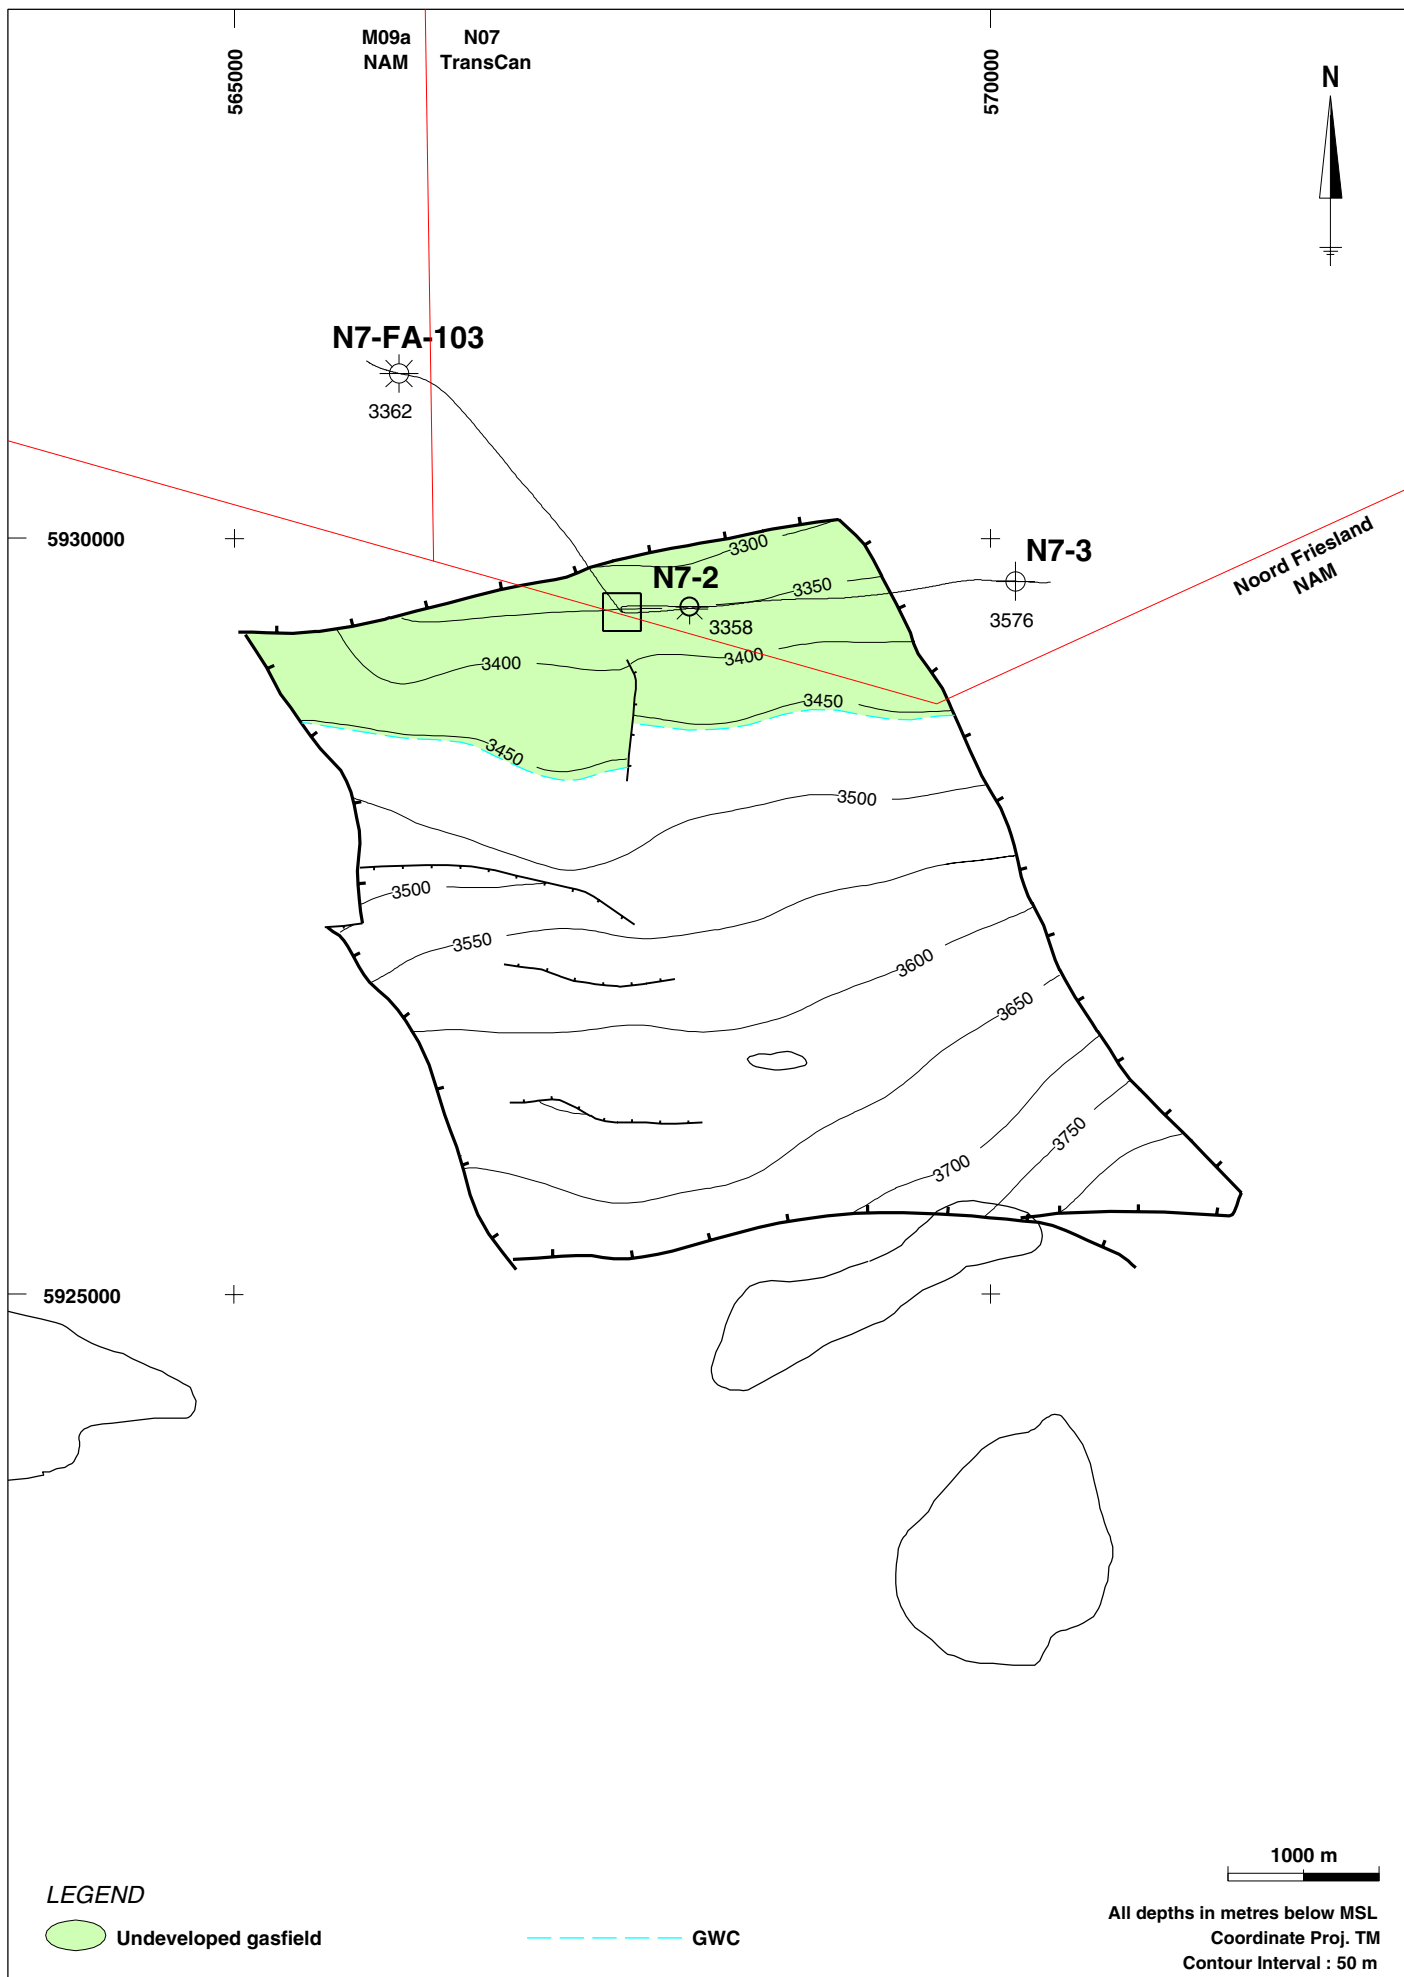 M09a
NAM
N07
TransCan
565000
570000
N
N7-FA-103
3362
5930000
N7-3
3576
Noord Friesland
NAM
N7-2
3358
3300
3350
3400
3400
3450
3450
3500
3500
3550
3600
3650
3700
3750
5925000
1000 m
LEGEND
Undeveloped gasfield
GWC
All depths in metres below MSL
Coordinate Proj. TM
Contour Interval : 50 m